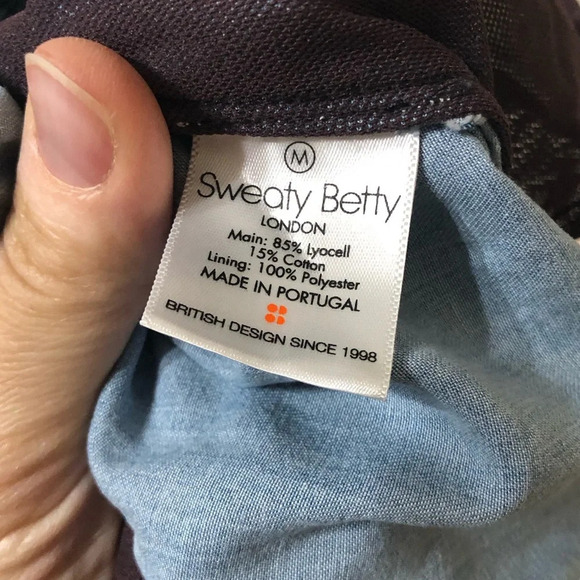 M
Sweaty Betty
LONDON
Main: 85% Lyocell
15% Cotton
Lining: 100% Polyester
MADE IN PORTUGAL
BRITISH DESIGN SINCE 1998